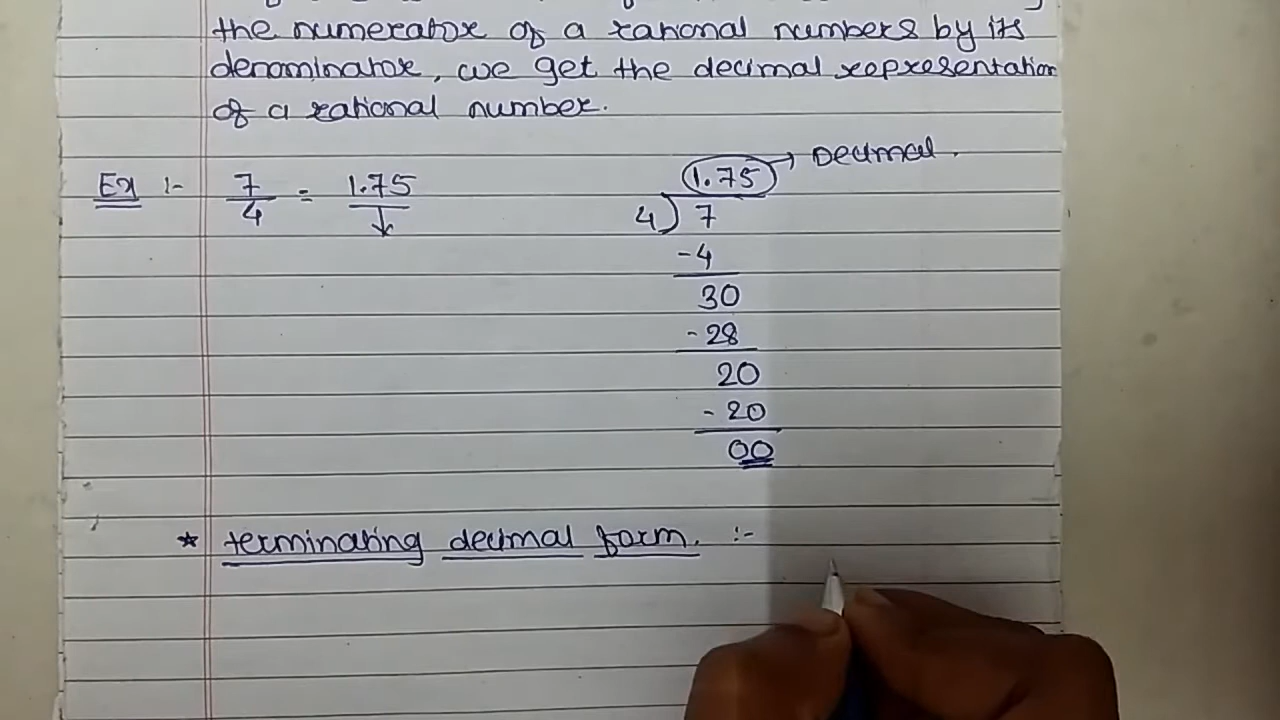 the numerator of a rational numbers by its
denominator, we get the decimal representation
of a rational number.
Ex :- 7/4 = 1.75
1.75 → Decimal.
4) 7
-4
30
-28
20
-20
00
* terminating decimal form. :-